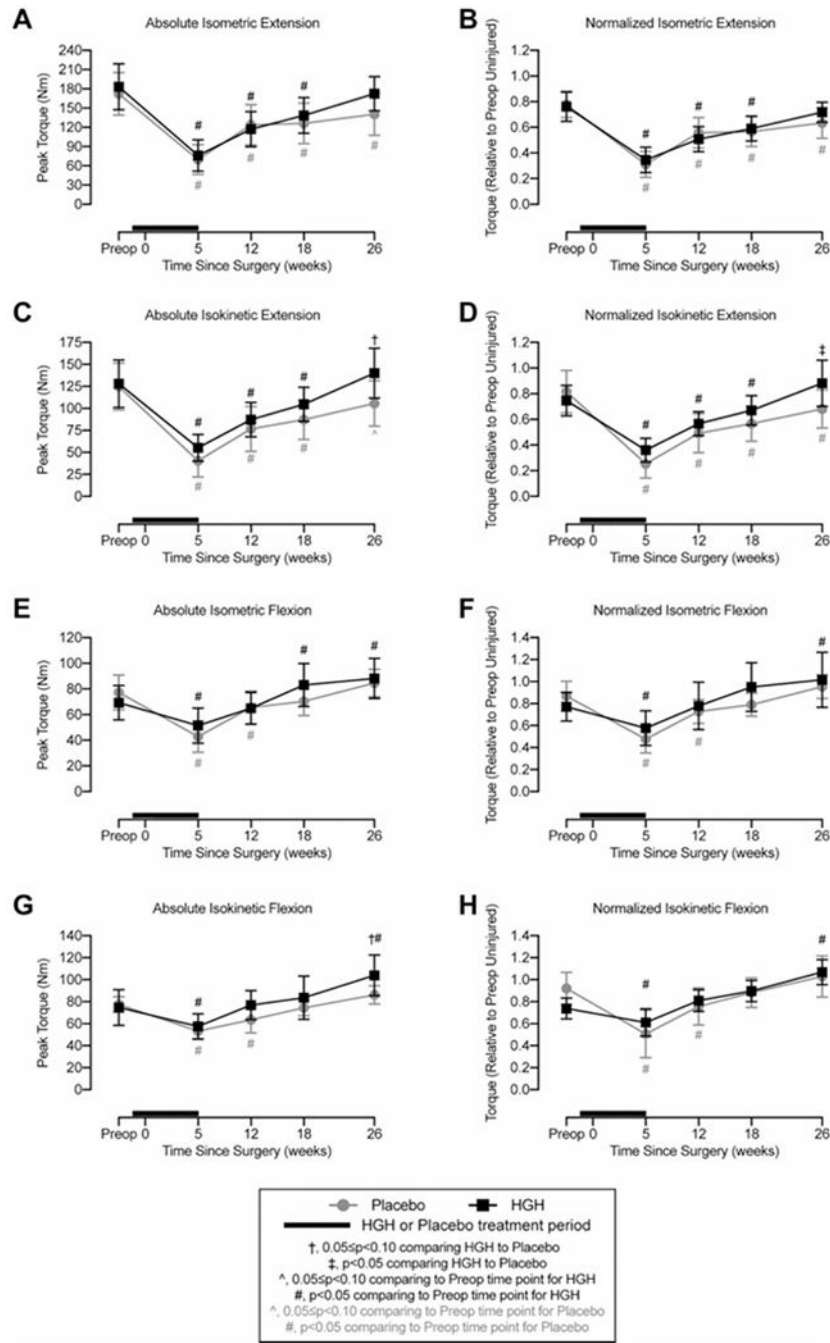 A
Absolute Isometric Extension
Peak Torque (Nm)
240
210
180
150
120
90
60
30
0
# # #
# # # #
Preop 0 5 12 18 26
Time Since Surgery (weeks)
B
Normalized Isometric Extension
Torque (Relative to Preop Uninjured)
1.2
1.0
0.8
0.6
0.4
0.2
0.0
# # #
# # # #
Preop 0 5 12 18 26
Time Since Surgery (weeks)
C
Absolute Isokinetic Extension
Peak Torque (Nm)
175
150
125
100
75
50
25
0
# # # †
# # # ^
Preop 0 5 12 18 26
Time Since Surgery (weeks)
D
Normalized Isokinetic Extension
Torque (Relative to Preop Uninjured)
1.2
1.0
0.8
0.6
0.4
0.2
0.0
# # # ‡
# # # #
Preop 0 5 12 18 26
Time Since Surgery (weeks)
E
Absolute Isometric Flexion
Peak Torque (Nm)
120
100
80
60
40
20
0
# # #
# #
Preop 0 5 12 18 26
Time Since Surgery (weeks)
F
Normalized Isometric Flexion
Torque (Relative to Preop Uninjured)
1.4
1.2
1.0
0.8
0.6
0.4
0.2
0.0
# #
# #
Preop 0 5 12 18 26
Time Since Surgery (weeks)
G
Absolute Isokinetic Flexion
Peak Torque (Nm)
140
120
100
80
60
40
20
0
# †#
# #
Preop 0 5 12 18 26
Time Since Surgery (weeks)
H
Normalized Isokinetic Flexion
Torque (Relative to Preop Uninjured)
1.4
1.2
1.0
0.8
0.6
0.4
0.2
0.0
# #
# #
Preop 0 5 12 18 26
Time Since Surgery (weeks)
Placebo HGH
HGH or Placebo treatment period
†, 0.05≤p<0.10 comparing HGH to Placebo
‡, p<0.05 comparing HGH to Placebo
^, 0.05≤p<0.10 comparing to Preop time point for HGH
#, p<0.05 comparing to Preop time point for HGH
^, 0.05≤p<0.10 comparing to Preop time point for Placebo
#, p<0.05 comparing to Preop time point for Placebo